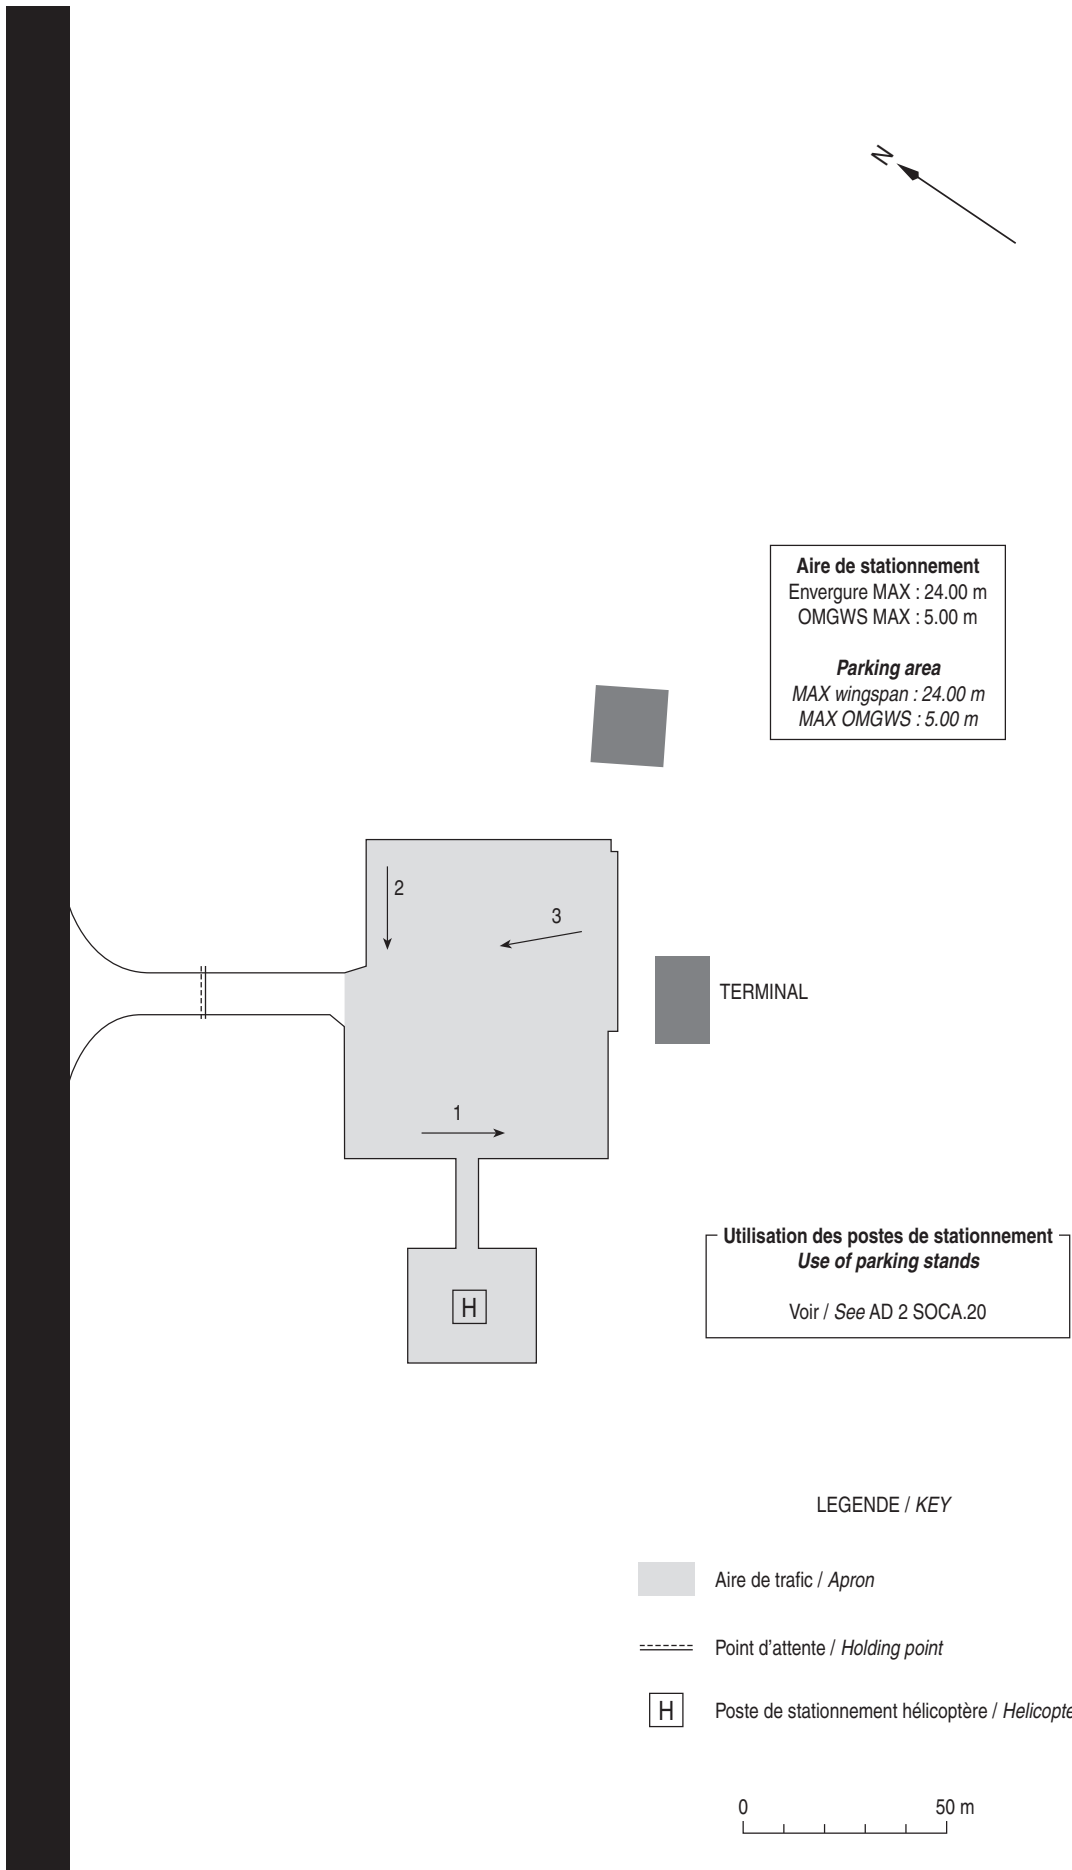 N
Aire de stationnement
Envergure MAX : 24.00 m
OMGWS MAX : 5.00 m
Parking area
MAX wingspan : 24.00 m
MAX OMGWS : 5.00 m
2
3
TERMINAL
1
Utilisation des postes de stationnement
Use of parking stands
H
Voir / See AD 2 SOCA.20
LEGENDE / KEY
Aire de trafic / Apron
Point d'attente / Holding point
H Poste de stationnement hélicoptère / Helicopte
0 50 m